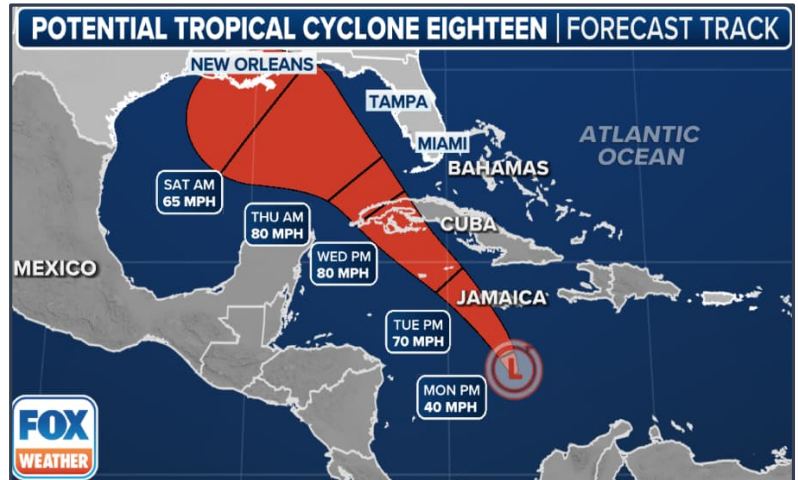 POTENTIAL TROPICAL CYCLONE EIGHTEEN | FORECAST TRACK
NEW ORLEANS
TAMPA
MIAMI
ATLANTIC
OCEAN
BAHAMAS
SAT AM
65 MPH
THU AM
80 MPH
CUBA
WED PM
80 MPH
MEXICO
JAMAICA
TUE PM
70 MPH
L
MON PM
40 MPH
FOX
WEATHER